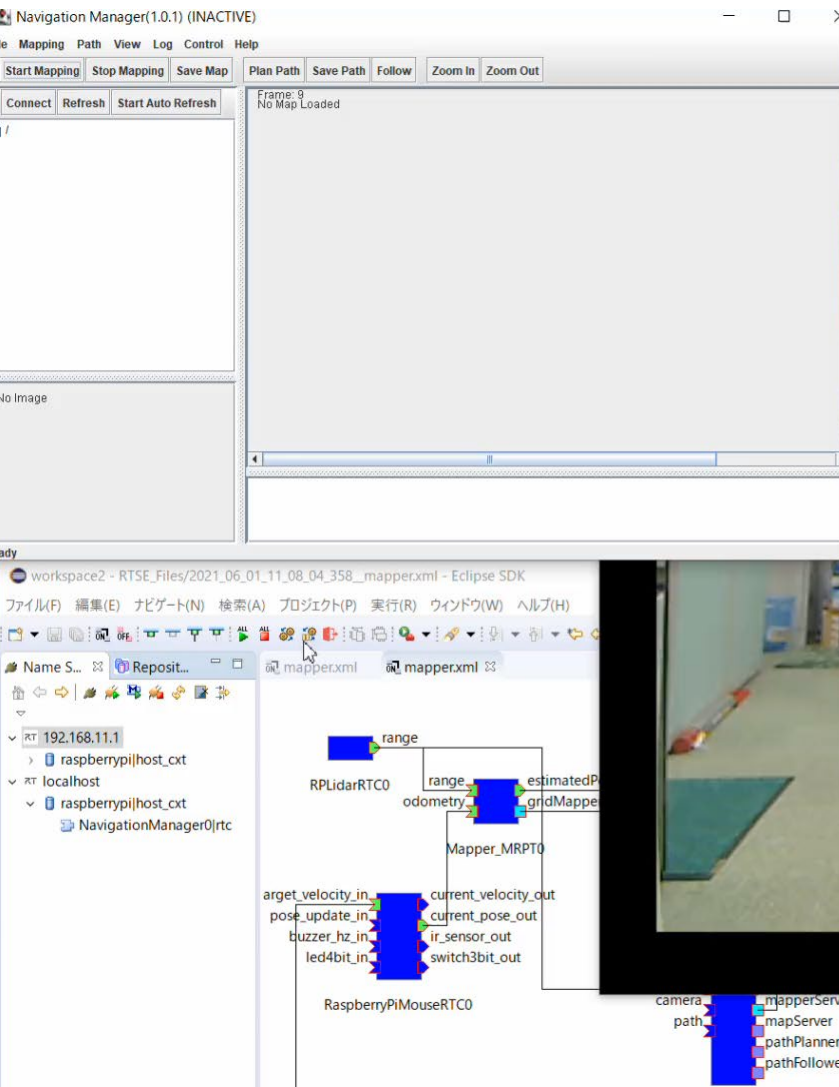 Navigation Manager(1.0.1) (INACTIVE)
Mapping Path View Log Control Help
Start Mapping Stop Mapping Save Map Plan Path Save Path Follow Zoom In Zoom Out
Connect Refresh Start Auto Refresh
Frame: 9
No Map Loaded
/
No Image
workspace2 - RTSE_Files/2021_06_01_11_08_04_358__mapper.xml - Eclipse SDK
ファイル(F) 編集(E) ナビゲート(N) 検索(A) プロジェクト(P) 実行(R) ウィンドウ(W) ヘルプ(H)
Name S... Reposit... mapper.xml mapper.xml
192.168.11.1
raspberrypi|host_cxt
localhost
raspberrypi|host_cxt
NavigationManager0|rtc
range
RPLidarRTC0
range
odometry
estimatedP
gridMappe
Mapper_MRPT0
arget_velocity_in
pose_update_in
buzzer_hz_in
led4bit_in
current_velocity_out
current_pose_out
ir_sensor_out
switch3bit_out
RaspberryPiMouseRTC0
camera
path
mapperServ
mapServer
pathPlanner
pathFollowe